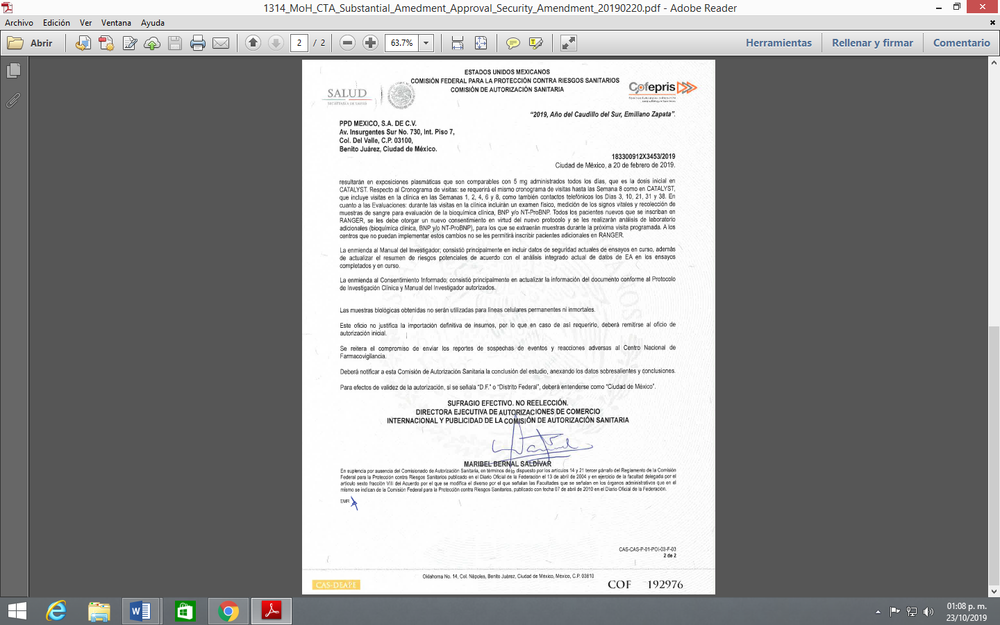 1314_MoH_CTA_Substantial_Amedment_Approval_Security_Amendment_20190220.pdf - Adobe Reader
Archivo Edición Ver Ventana Ayuda
Abrir 2 / 2 63.7% Herramientas Rellenar y firmar Comentario
ESTADOS UNIDOS MEXICANOS
COMISIÓN FEDERAL PARA LA PROTECCIÓN CONTRA RIESGOS SANITARIOS
COMISIÓN DE AUTORIZACIÓN SANITARIA
SALUD
SECRETARÍA DE SALUD
Cofepris
"2019, Año del Caudillo del Sur, Emiliano Zapata".
PPD MEXICO, S.A. DE C.V.
Av. Insurgentes Sur No. 730, Int. Piso 7,
Col. Del Valle, C.P. 03100,
Benito Juárez, Ciudad de México.
183300912X3453/2019
Ciudad de México, a 20 de febrero de 2019.
resultarán en exposiciones plasmáticas que son comparables con 5 mg administrados todos los días, que es la dosis inicial en
CATALYST. Respecto al Cronograma de visitas: se requerirá el mismo cronograma de visitas hasta las Semana 8 como en CATALYST,
que incluye visitas en la clínica en las Semanas 1, 2, 4, 6 y 8, como también contactos telefónicos los Días 3, 10, 21, 31 y 38. En
cuanto a las Evaluaciones: durante las visitas en la clínica incluirán un examen físico, medición de los signos vitales y recolección de
muestras de sangre para evaluación de la bioquímica clínica, BNP y/o NT-ProBNP. Todos los pacientes nuevos que se inscriban en
RANGER, se les debe otorgar un nuevo consentimiento en virtud del nuevo protocolo y se les realizarán análisis de laboratorio
adicionales (bioquímica clínica, BNP y/o NT-ProBNP), para los que se extraerán muestras durante la próxima visita programada. A los
centros que no puedan implementar estos cambios no se les permitirá inscribir pacientes adicionales en RANGER.
La enmienda al Manual del Investigador; consistió principalmente en incluir datos de seguridad actuales de ensayos en curso, además
de actualizar el resumen de riesgos potenciales de acuerdo con el análisis integrado actual de datos de EA en los ensayos
completados y en curso.
La enmienda al Consentimiento Informado; consistió principalmente en actualizar la información del documento conforme al Protocolo
de Investigación Clínica y Manual del Investigador autorizados.
Las muestras biológicas obtenidas no serán utilizadas para líneas celulares permanentes ni inmortales.
Este oficio no justifica la importación definitiva de insumos, por lo que en caso de así requerirlo, deberá remitirse al oficio de
autorización inicial.
Se reitera el compromiso de enviar los reportes de sospechas de eventos y reacciones adversas al Centro Nacional de
Farmacovigilancia.
Deberá notificar a esta Comisión de Autorización Sanitaria la conclusión del estudio, anexando los datos sobresalientes y conclusiones.
Para efectos de validez de la autorización, si se señala "D.F." o "Distrito Federal", deberá entenderse como "Ciudad de México".
SUFRAGIO EFECTIVO. NO REELECCIÓN.
DIRECTORA EJECUTIVA DE AUTORIZACIONES DE COMERCIO
INTERNACIONAL Y PUBLICIDAD DE LA COMISIÓN DE AUTORIZACIÓN SANITARIA
MARIBEL BERNAL SALDÍVAR
En suplencia por ausencia del Comisionado de Autorización Sanitaria, en términos de lo dispuesto por los artículos 14 y 21 tercer párrafo del Reglamento de la Comisión
Federal para la Protección contra Riesgos Sanitarios publicado en el Diario Oficial de la Federación el 13 de abril de 2004 y en ejercicio de la facultad delegada por el
artículo sexto fracción VIII del Acuerdo por el que se modifica el diverso por el que señalan las Facultades que se señalan en los órganos administrativos que en el
mismo se indican de la Comisión Federal para la Protección contra Riesgos Sanitarios, publicado con fecha 07 de abril de 2010 en el Diario Oficial de la Federación.
EMR
CAS-CAS-P-01-POI-03-F-03
2 de 2
Oklahoma No. 14, Col. Nápoles, Benito Juárez, Ciudad de México, México, C.P. 03810
CAS-DEAPE
COF 192976
01:08 p. m.
23/10/2019